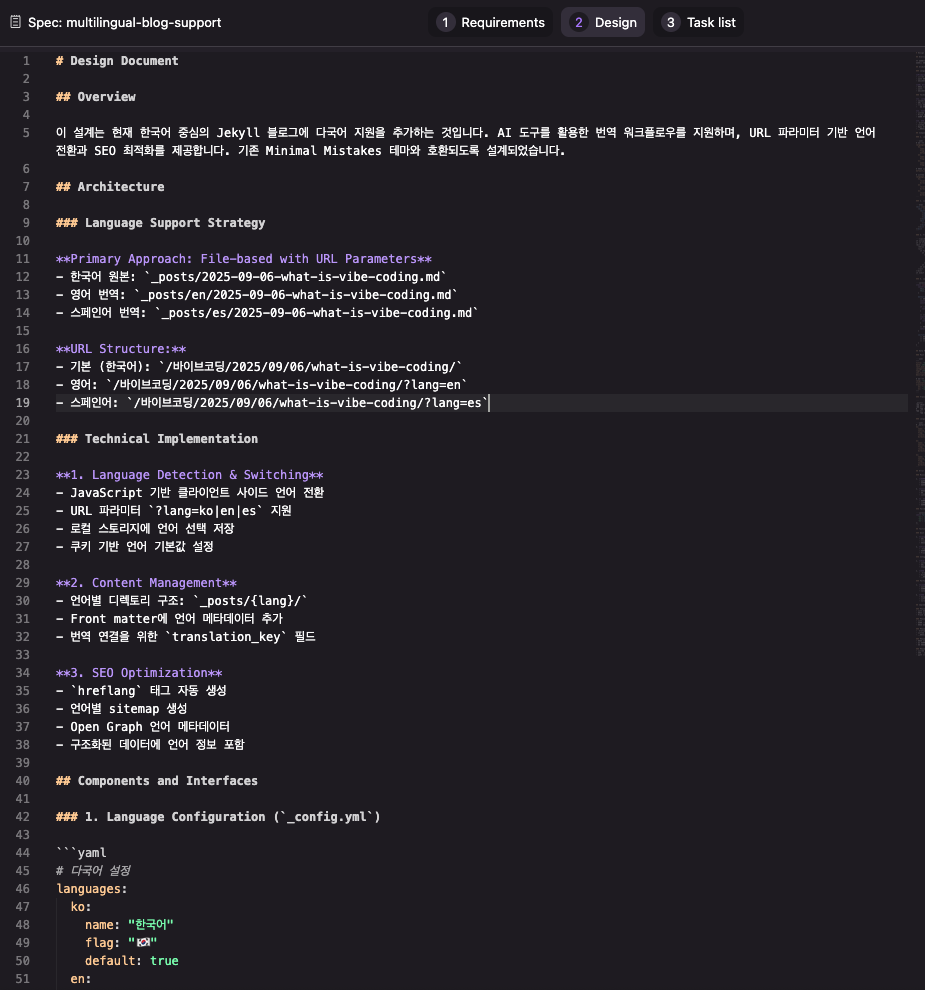 Spec: multilingual-blog-support
1 Requirements
2 Design
3 Task list
1 # Design Document
2
3 ## Overview
4
5 이 설계는 현재 한국어 중심의 Jekyll 블로그에 다국어 지원을 추가하는 것입니다. AI 도구를 활용한 번역 워크플로우를 지원하며, URL 파라미터 기반 언어
전환과 SEO 최적화를 제공합니다. 기존 Minimal Mistakes 테마와 호환되도록 설계되었습니다.
6
7 ## Architecture
8
9 ### Language Support Strategy
10
11 **Primary Approach: File-based with URL Parameters**
12 - 한국어 원본: `_posts/2025-09-06-what-is-vibe-coding.md`
13 - 영어 번역: `_posts/en/2025-09-06-what-is-vibe-coding.md`
14 - 스페인어 번역: `_posts/es/2025-09-06-what-is-vibe-coding.md`
15
16 **URL Structure:**
17 - 기본 (한국어): `/바이브코딩/2025/09/06/what-is-vibe-coding/`
18 - 영어: `/바이브코딩/2025/09/06/what-is-vibe-coding/?lang=en`
19 - 스페인어: `/바이브코딩/2025/09/06/what-is-vibe-coding/?lang=es`
20
21 ### Technical Implementation
22
23 **1. Language Detection & Switching**
24 - JavaScript 기반 클라이언트 사이드 언어 전환
25 - URL 파라미터 `?lang=ko|en|es` 지원
26 - 로컬 스토리지에 언어 선택 저장
27 - 쿠키 기반 언어 기본값 설정
28
29 **2. Content Management**
30 - 언어별 디렉토리 구조: `_posts/{lang}/`
31 - Front matter에 언어 메타데이터 추가
32 - 번역 연결을 위한 `translation_key` 필드
33
34 **3. SEO Optimization**
35 - `hreflang` 태그 자동 생성
36 - 언어별 sitemap 생성
37 - Open Graph 언어 메타데이터
38 - 구조화된 데이터에 언어 정보 포함
39
40 ## Components and Interfaces
41
42 ### 1. Language Configuration (`_config.yml`)
43
44 ```yaml
45 # 다국어 설정
46 languages:
47 ko:
48 name: "한국어"
49 flag: "🇰🇷"
50 default: true
51 en: